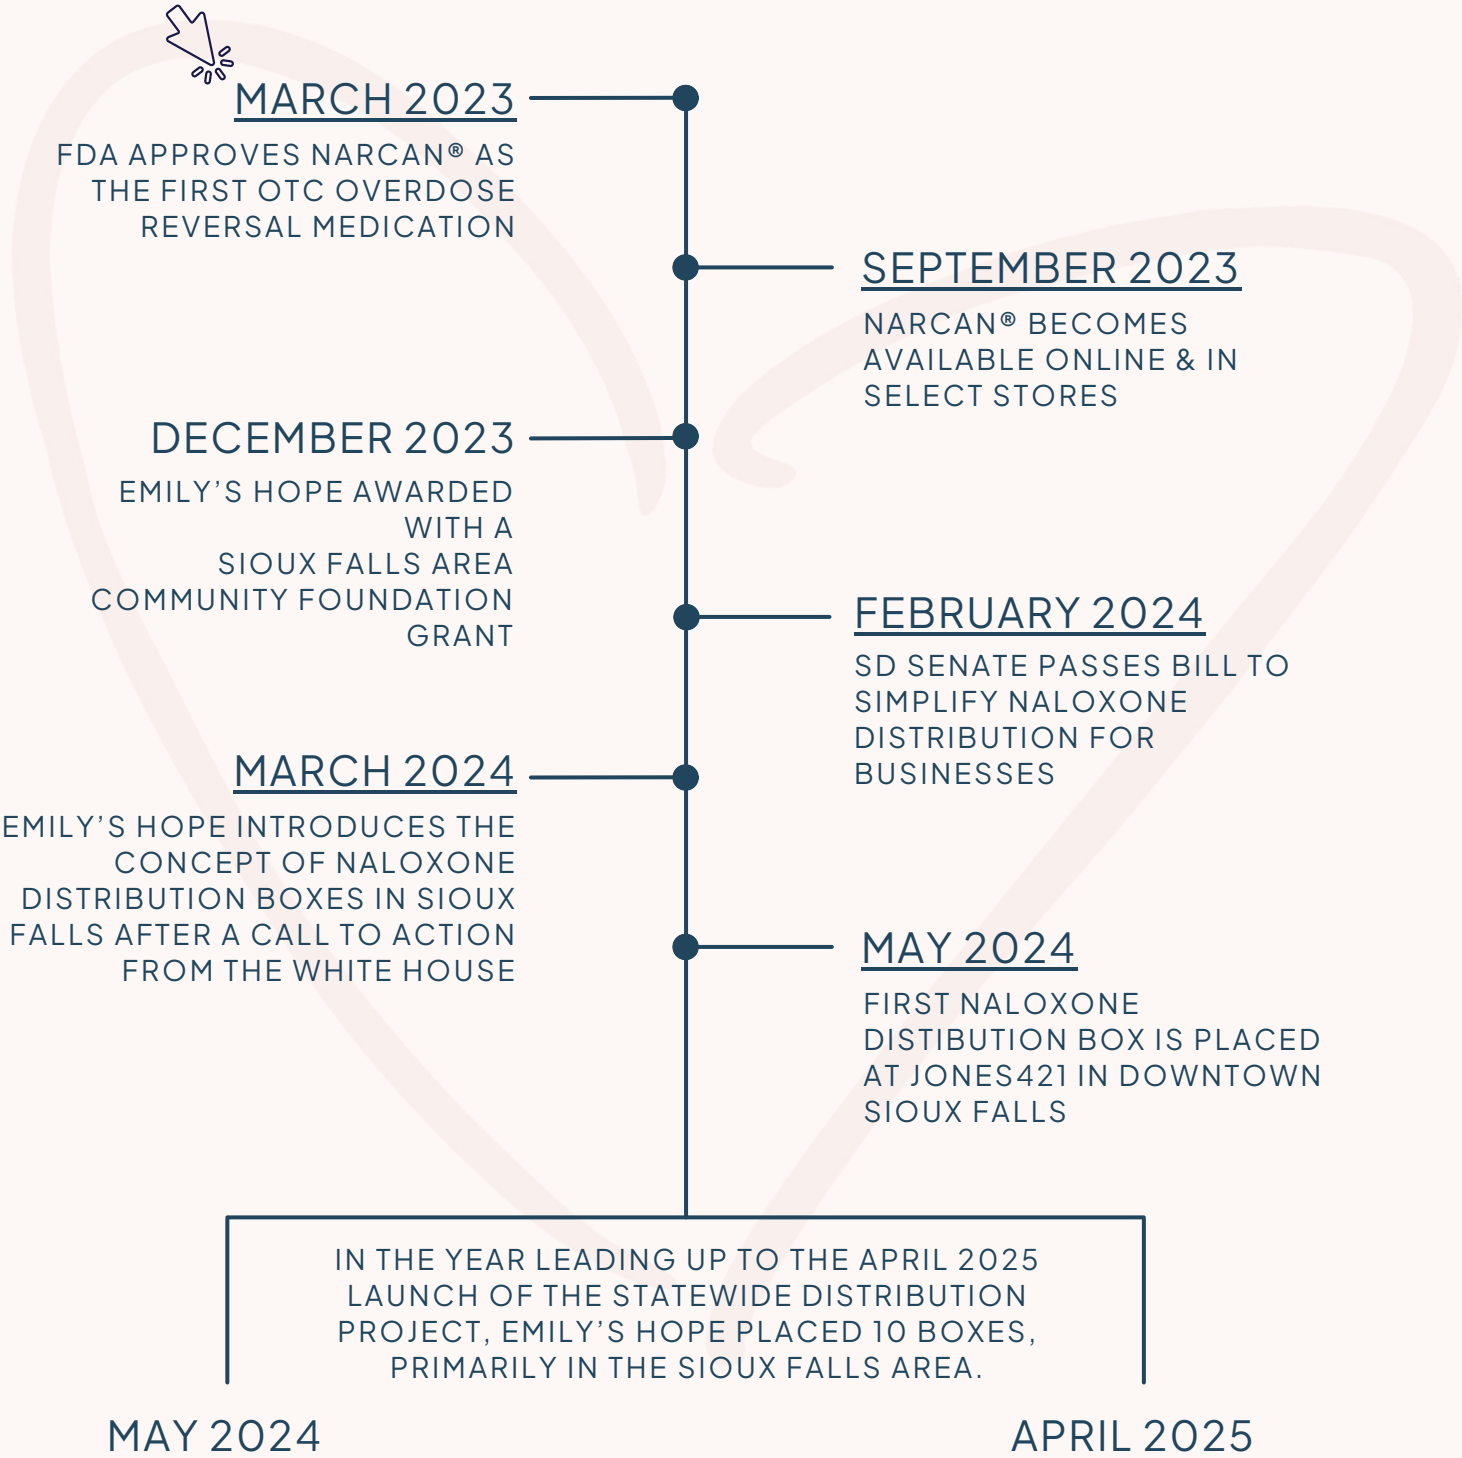 MARCH 2023
FDA APPROVES NARCAN® AS
THE FIRST OTC OVERDOSE
REVERSAL MEDICATION
SEPTEMBER 2023
NARCAN® BECOMES
AVAILABLE ONLINE & IN
SELECT STORES
DECEMBER 2023
EMILY’S HOPE AWARDED
WITH A
SIOUX FALLS AREA
COMMUNITY FOUNDATION
GRANT
FEBRUARY 2024
SD SENATE PASSES BILL TO
SIMPLIFY NALOXONE
DISTRIBUTION FOR
BUSINESSES
MARCH 2024
EMILY’S HOPE INTRODUCES THE
CONCEPT OF NALOXONE
DISTRIBUTION BOXES IN SIOUX
FALLS AFTER A CALL TO ACTION
FROM THE WHITE HOUSE
MAY 2024
FIRST NALOXONE
DISTIBUTION BOX IS PLACED
AT JONES421 IN DOWNTOWN
SIOUX FALLS
IN THE YEAR LEADING UP TO THE APRIL 2025
LAUNCH OF THE STATEWIDE DISTRIBUTION
PROJECT, EMILY’S HOPE PLACED 10 BOXES,
PRIMARILY IN THE SIOUX FALLS AREA.
MAY 2024
APRIL 2025